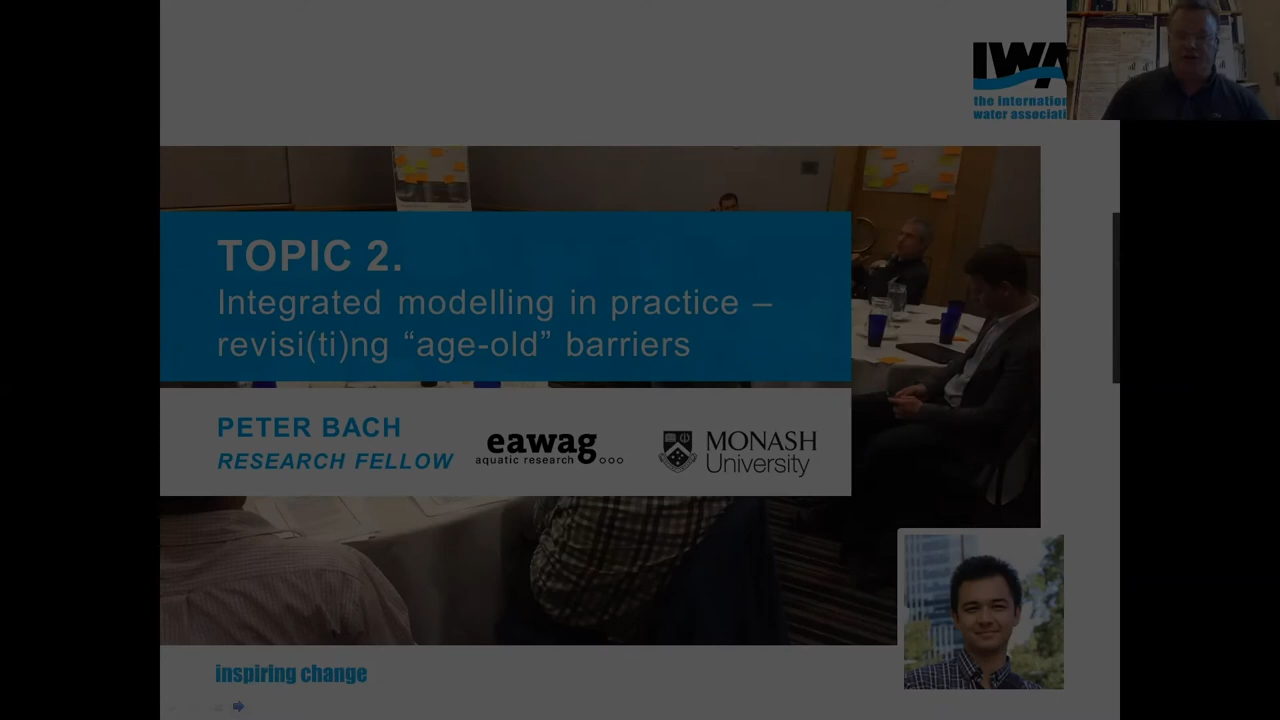 IWA
the internation
water associati
TOPIC 2.
Integrated modelling in practice –
revisi(ti)ng “age-old” barriers
PETER BACH
RESEARCH FELLOW
eawag
aquatic research
MONASH
University
inspiring change